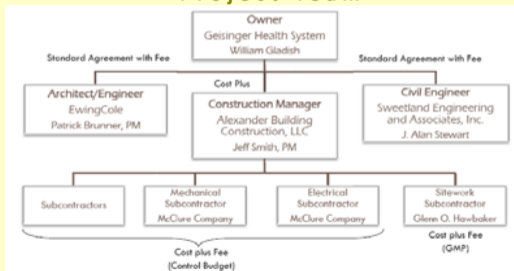 Project Team
Owner
Geisinger Health System
William Gladish
Standard Agreement with Fee
Standard Agreement with Fee
Cost Plus
Architect/Engineer
EwingCole
Patrick Brunner, PM
Construction Manager
Alexander Building
Construction, LLC
Jeff Smith, PM
Civil Engineer
Sweetland Engineering
and Associates, Inc.
J. Alan Stewart
Subcontractors
Mechanical
Subcontractor
McClure Company
Electrical
Subcontractor
McClure Company
Sitework
Subcontractor
Glenn O. Hawbaker
Cost plus Fee
(Control Budget)
Cost plus Fee
(GMP)